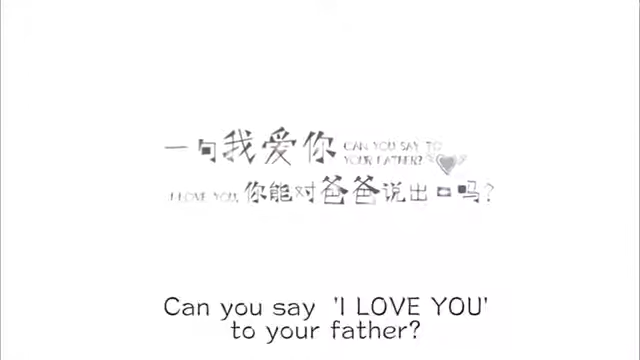 一句我爱你 CAN YOU SAY TO
YOUR FATHER?
I LOVE YOU, 你能对爸爸说出口吗?
Can you say 'I LOVE YOU'
to your father?